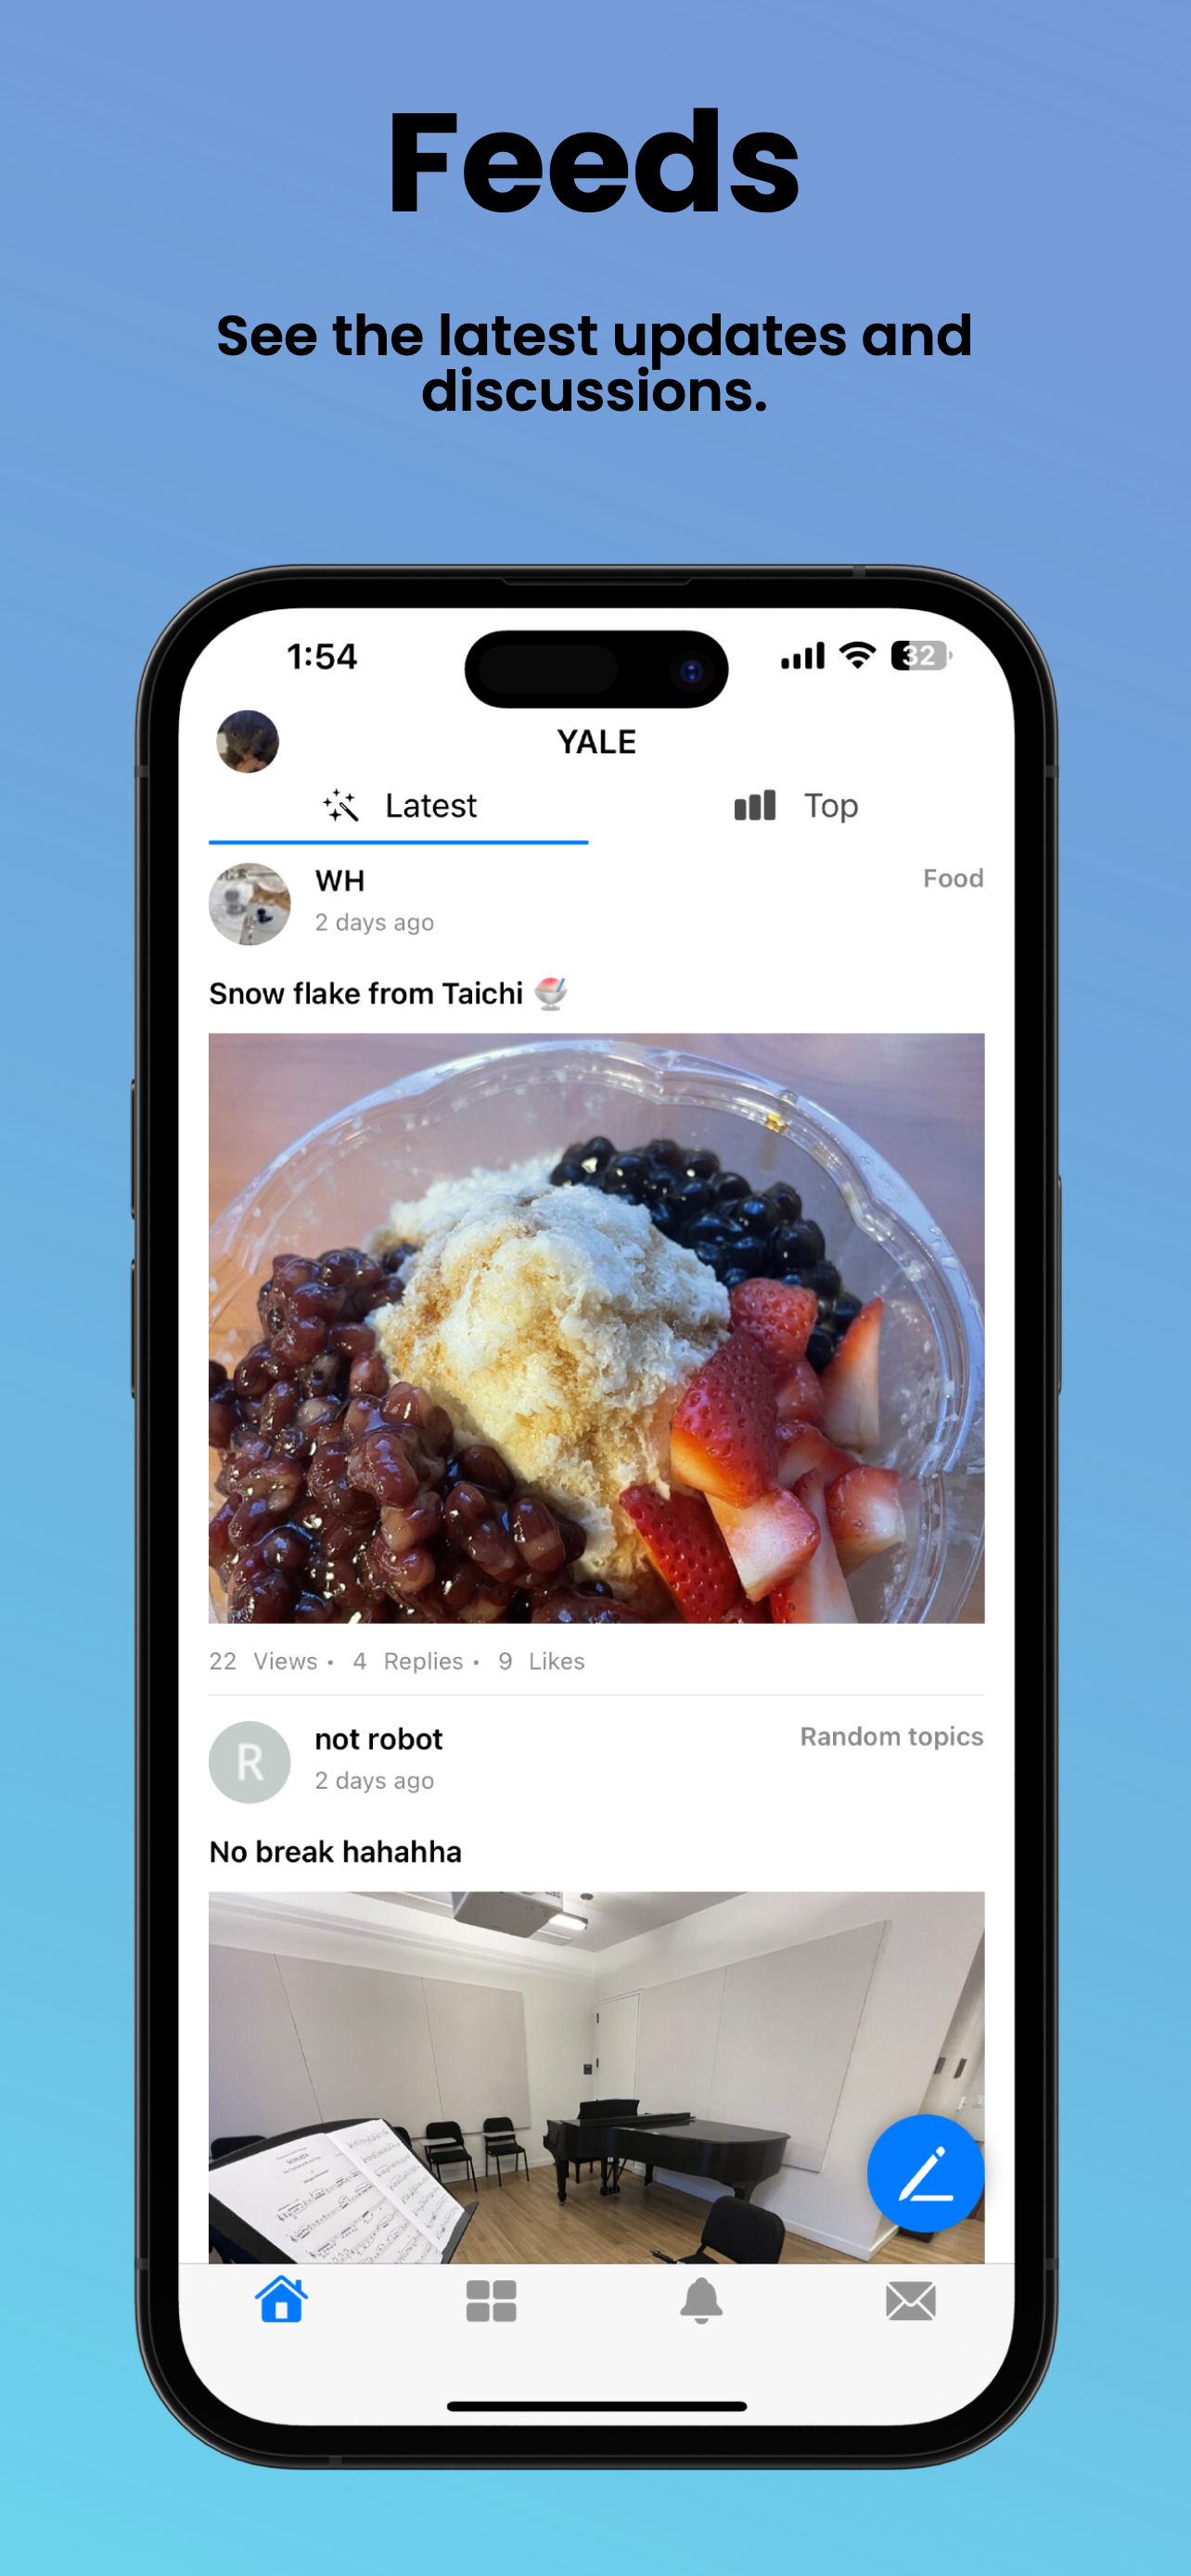 Feeds
See the latest updates and
discussions.
1:54
32
YALE
Latest
Top
WH
Food
2 days ago
Snow flake from Taichi 🍧
22 Views • 4 Replies • 9 Likes
R
not robot
Random topics
2 days ago
No break hahahha
SONATA